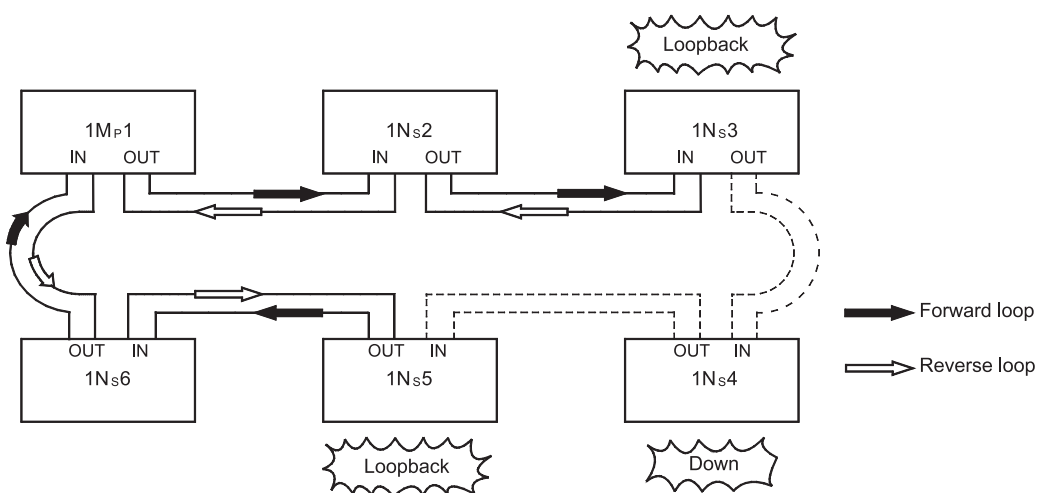 Loopback
1MP1
1NS2
1NS3
IN OUT
IN OUT
IN OUT
Forward loop
OUT IN
OUT IN
OUT IN
Reverse loop
1NS6
1NS5
1NS4
Loopback
Down